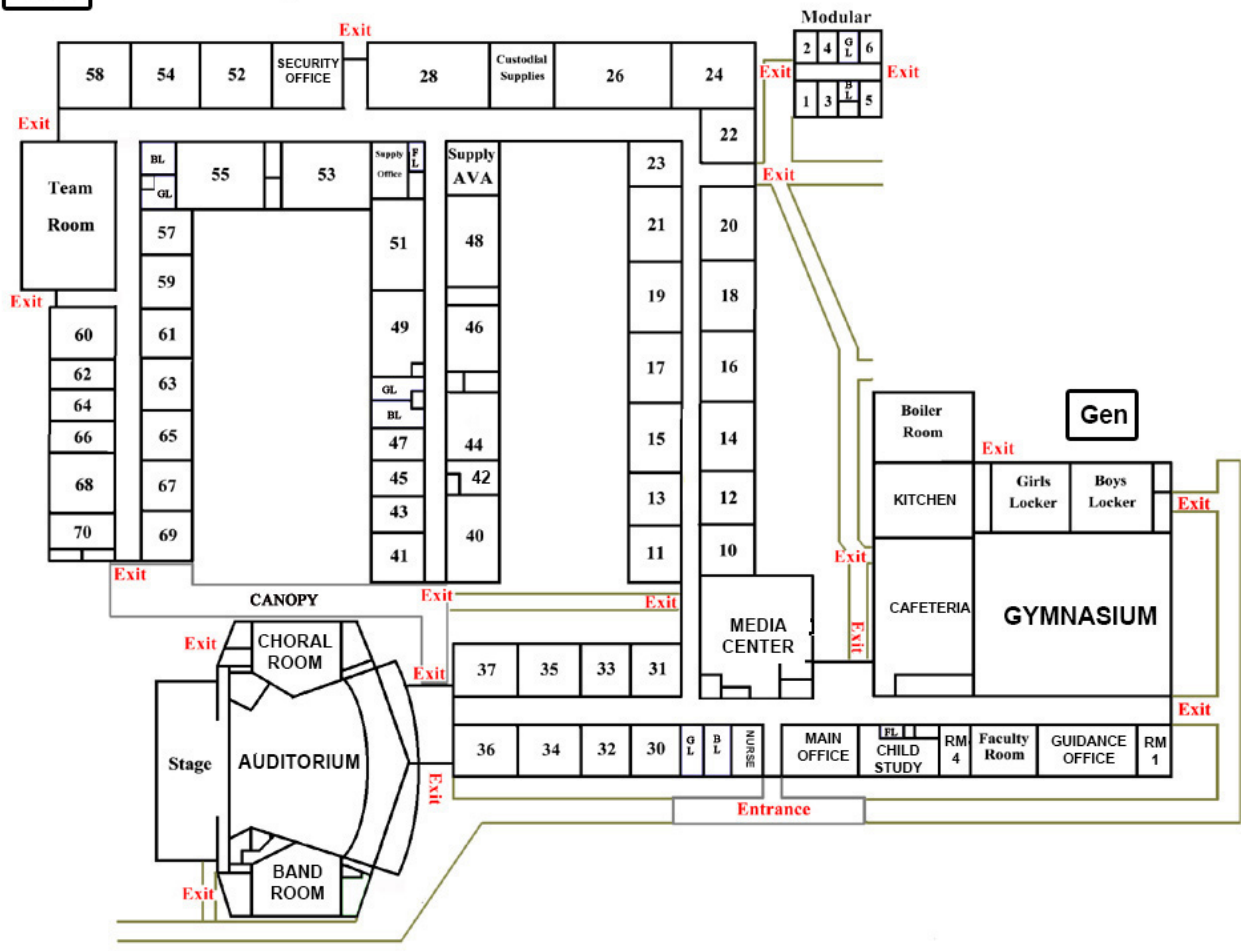 Modular
Exit
2 4 GL 6
Exit
Exit
1 3 BL 5
58
54
52
SECURITY
OFFICE
28
Custodial
Supplies
26
24
Exit
22
Exit
Team
Room
BL
GL
55
53
Supply
Office
FL
Supply
AVA
23
57
51
48
21
20
59
Exit
19
18
60
61
49
46
17
16
62
63
64
GL
BL
66
65
47
44
15
14
Boiler
Room
Gen
Exit
68
67
45
42
13
12
KITCHEN
Girls
Locker
Boys
Locker
Exit
70
69
43
41
40
11
10
Exit
Exit
CANOPY
Exit
Exit
MEDIA
CENTER
CAFETERIA
GYMNASIUM
Exit
Exit
CHORAL
ROOM
Exit
37
35
33
31
Exit
Stage
AUDITORIUM
36
34
32
30
GL
BL
NURSE
MAIN
OFFICE
FL
CHILD
STUDY
RM
4
Faculty
Room
GUIDANCE
OFFICE
RM
1
Exit
Entrance
BAND
ROOM
Exit